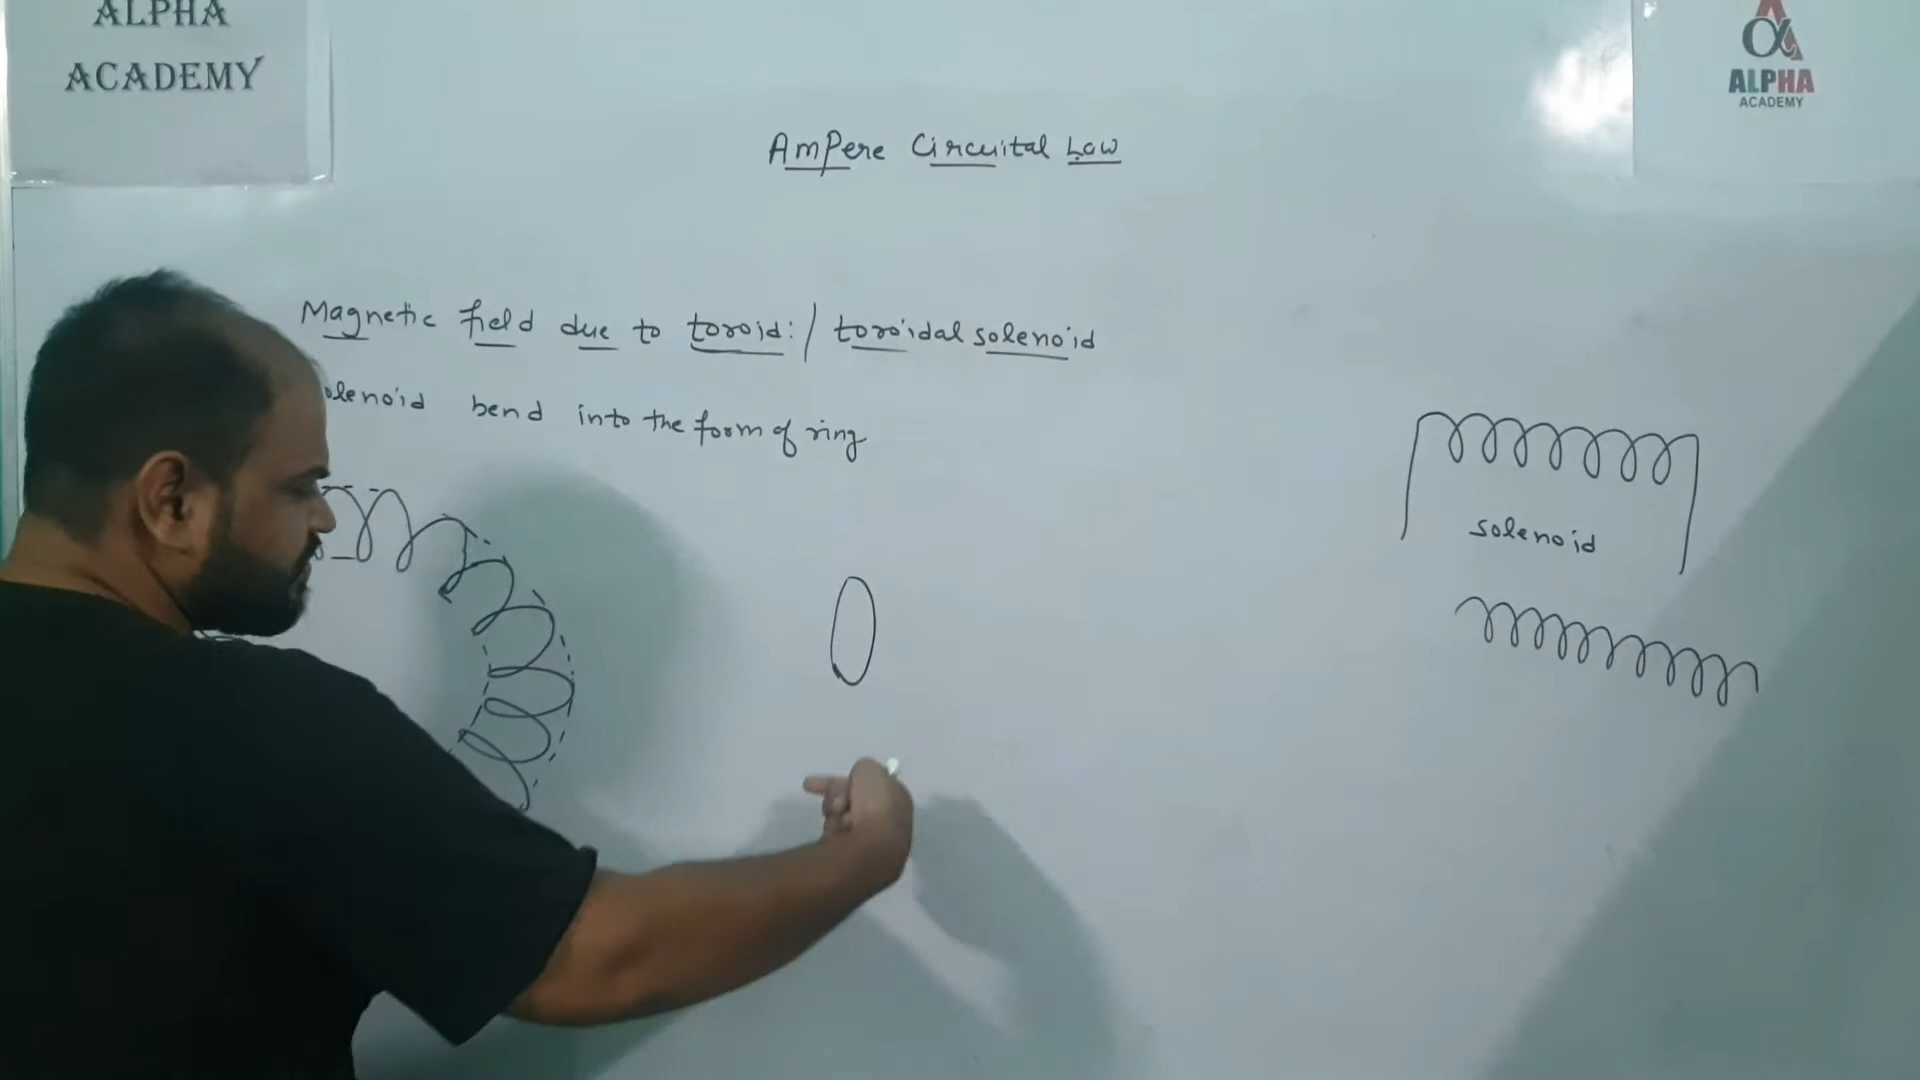 ALPHA
ACADEMY
ALPHA
ACADEMY
AmPere Circuital Law
Magnetic field due to toroid:/ toroidal solenoid
olenoid bend into the form of ring
solenoid